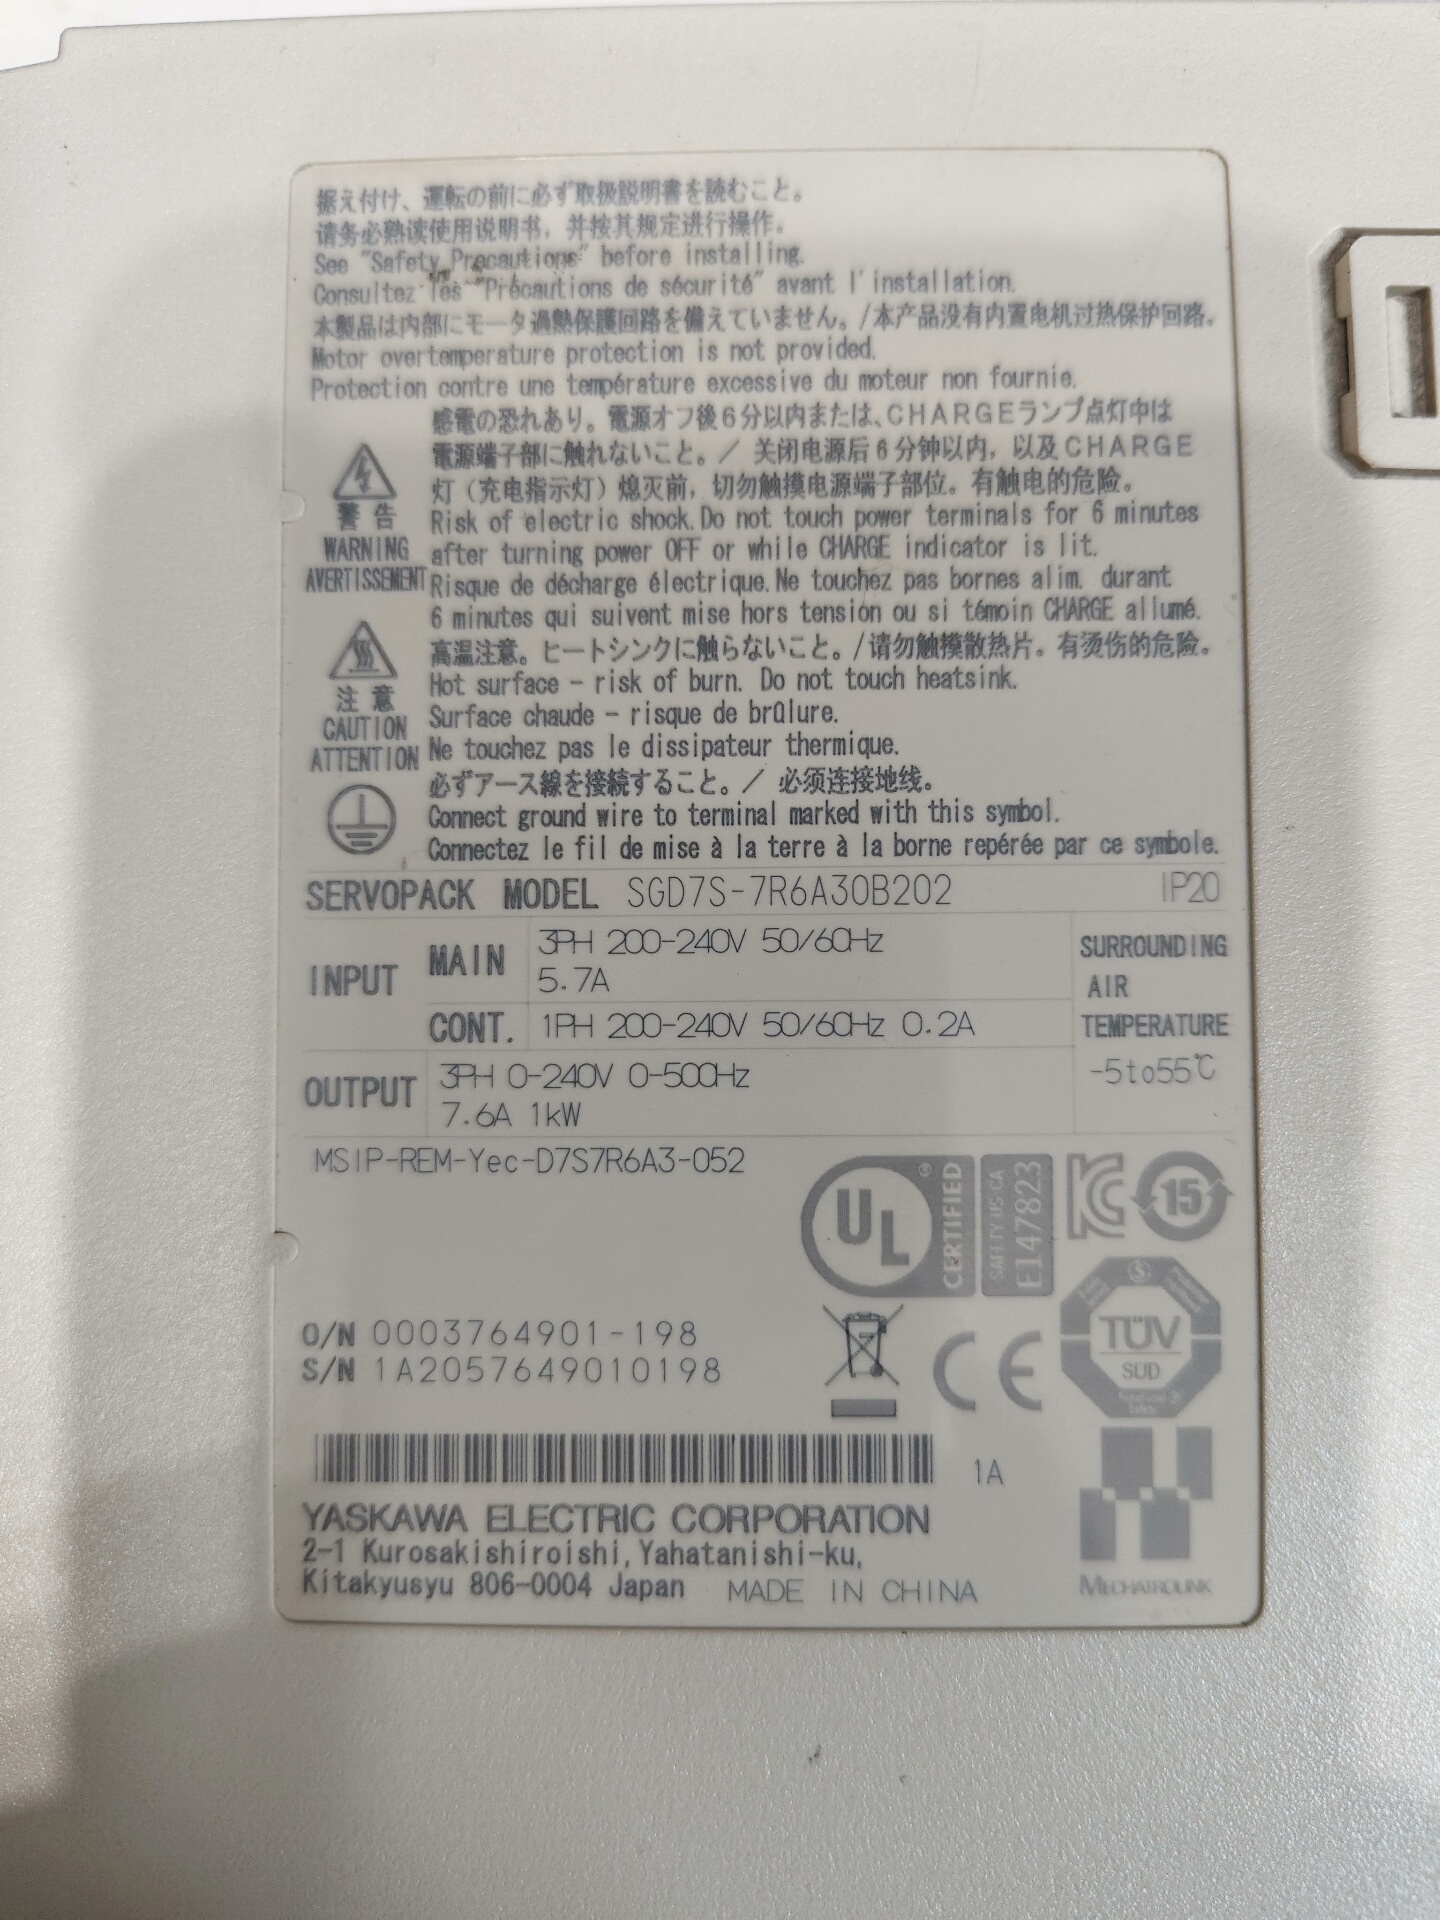 据え付け、運転の前に必ず取扱説明書を読むこと。
请务必熟读使用说明书，并按其规定进行操作。
See "Safety Precautions" before installing.
Consultez les "Précautions de sécurité" avant l'installation.
本製品は内部にモータ過熱保護回路を備えていません。/本产品没有内置电机过热保护回路。
Motor overtemperature protection is not provided.
Protection contre une température excessive du moteur non fournie.
感電の恐れあり。電源オフ後6分以内または、CHARGEランプ点灯中は
電源端子部に触れないこと。/ 关闭电源后6分钟以内，以及CHARGE
灯（充电指示灯）熄灭前，切勿触摸电源端子部位。有触电的危险。
警告
Risk of electric shock. Do not touch power terminals for 6 minutes
WARNING
after turning power OFF or while CHARGE indicator is lit.
AVERTISSEMENT
Risque de décharge électrique. Ne touchez pas bornes alim. durant
6 minutes qui suivent mise hors tension ou si témoin CHARGE allumé.
高温注意。ヒートシンクに触らないこと。/请勿触摸散热片。有烫伤的危险。
注意
Hot surface - risk of burn. Do not touch heatsink.
CAUTION
Surface chaude - risque de brûlure.
ATTENTION
Ne touchez pas le dissipateur thermique.
必ずアース線を接続すること。/ 必须连接地线。
Connect ground wire to terminal marked with this symbol.
Connectez le fil de mise à la terre à la borne repérée par ce symbole.
SERVOPACK MODEL SGD7S-7R6A30B202 IP20
INPUT MAIN 3PH 200-240V 50/60Hz
5.7A
CONT. 1PH 200-240V 50/60Hz 0.2A
SURROUNDING
AIR
TEMPERATURE
-5to55℃
OUTPUT 3PH 0-240V 0-500Hz
7.6A 1kW
MSIP-REM-Yec-D7S7R6A3-052
UL ® CERTIFIED
SAFETY US-CA
E147823
KC
15
TÜV
SÜD
O/N 0003764901-198
S/N 1A2057649010198
CE
1A
YASKAWA ELECTRIC CORPORATION
2-1 Kurosakishiroishi, Yahatanishi-ku,
Kitakyusyu 806-0004 Japan MADE IN CHINA
MECHATROLINK